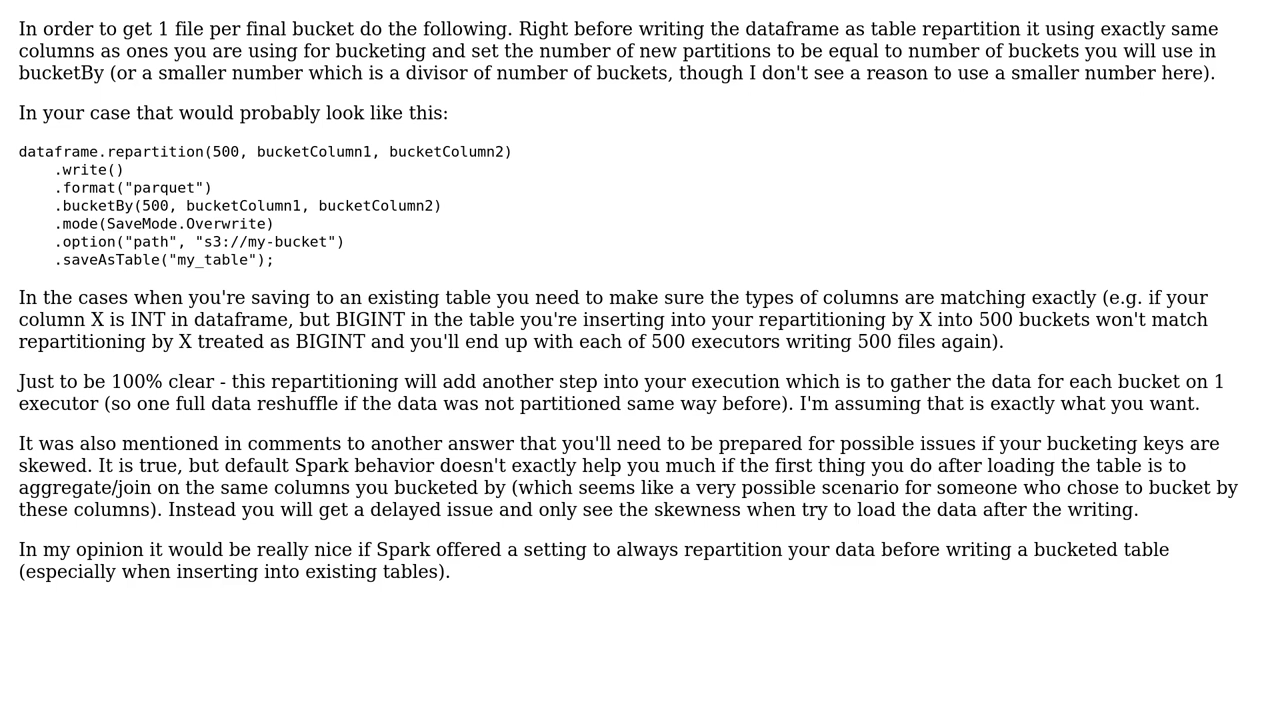 In order to get 1 file per final bucket do the following. Right before writing the dataframe as table repartition it using exactly same
columns as ones you are using for bucketing and set the number of new partitions to be equal to number of buckets you will use in
bucketBy (or a smaller number which is a divisor of number of buckets, though I don't see a reason to use a smaller number here).
In your case that would probably look like this:
dataframe.repartition(500, bucketColumn1, bucketColumn2)
    .write()
    .format("parquet")
    .bucketBy(500, bucketColumn1, bucketColumn2)
    .mode(SaveMode.Overwrite)
    .option("path", "s3://my-bucket")
    .saveAsTable("my_table");
In the cases when you're saving to an existing table you need to make sure the types of columns are matching exactly (e.g. if your
column X is INT in dataframe, but BIGINT in the table you're inserting into your repartitioning by X into 500 buckets won't match
repartitioning by X treated as BIGINT and you'll end up with each of 500 executors writing 500 files again).
Just to be 100% clear - this repartitioning will add another step into your execution which is to gather the data for each bucket on 1
executor (so one full data reshuffle if the data was not partitioned same way before). I'm assuming that is exactly what you want.
It was also mentioned in comments to another answer that you'll need to be prepared for possible issues if your bucketing keys are
skewed. It is true, but default Spark behavior doesn't exactly help you much if the first thing you do after loading the table is to
aggregate/join on the same columns you bucketed by (which seems like a very possible scenario for someone who chose to bucket by
these columns). Instead you will get a delayed issue and only see the skewness when try to load the data after the writing.
In my opinion it would be really nice if Spark offered a setting to always repartition your data before writing a bucketed table
(especially when inserting into existing tables).